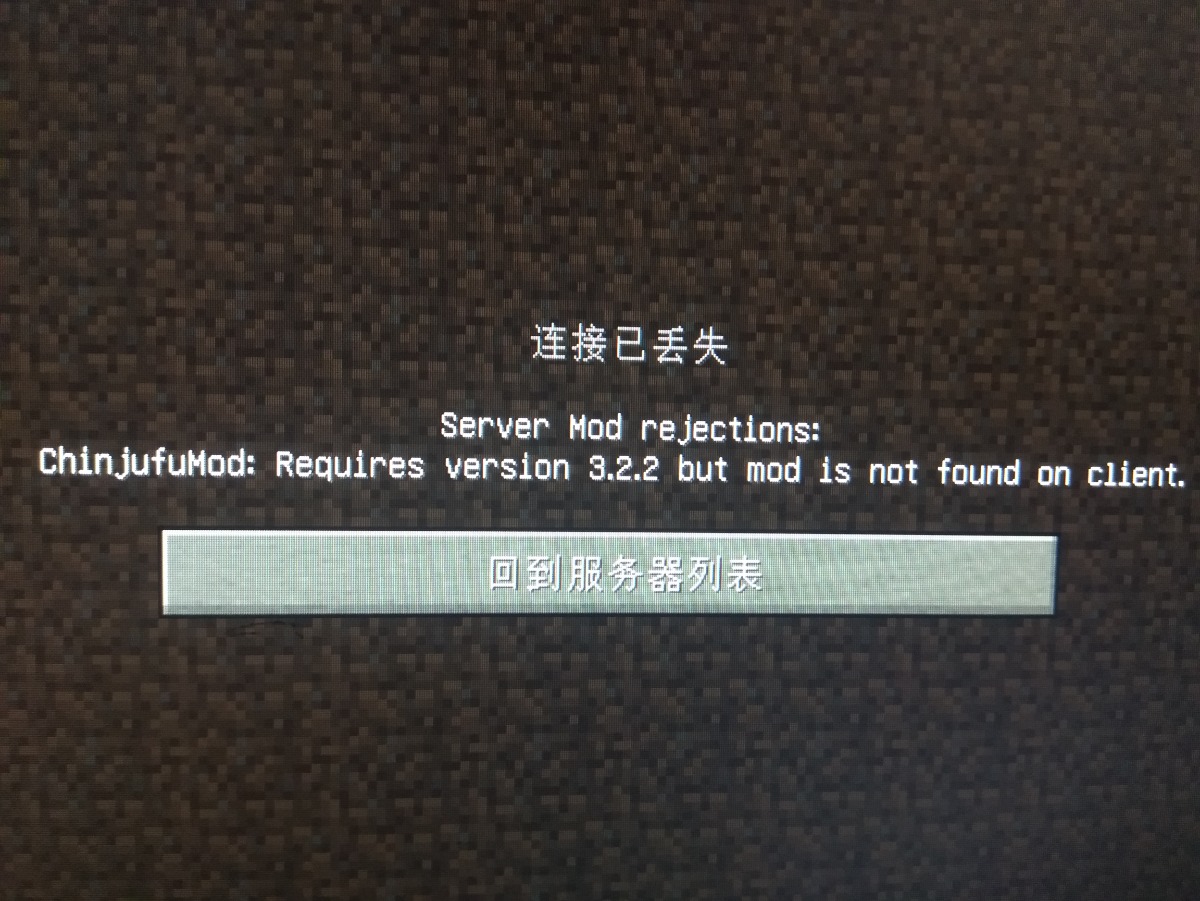 连接已丢失
Server Mod rejections:
ChinjufuMod: Requires version 3.2.2 but mod is not found on client.
回到服务器列表